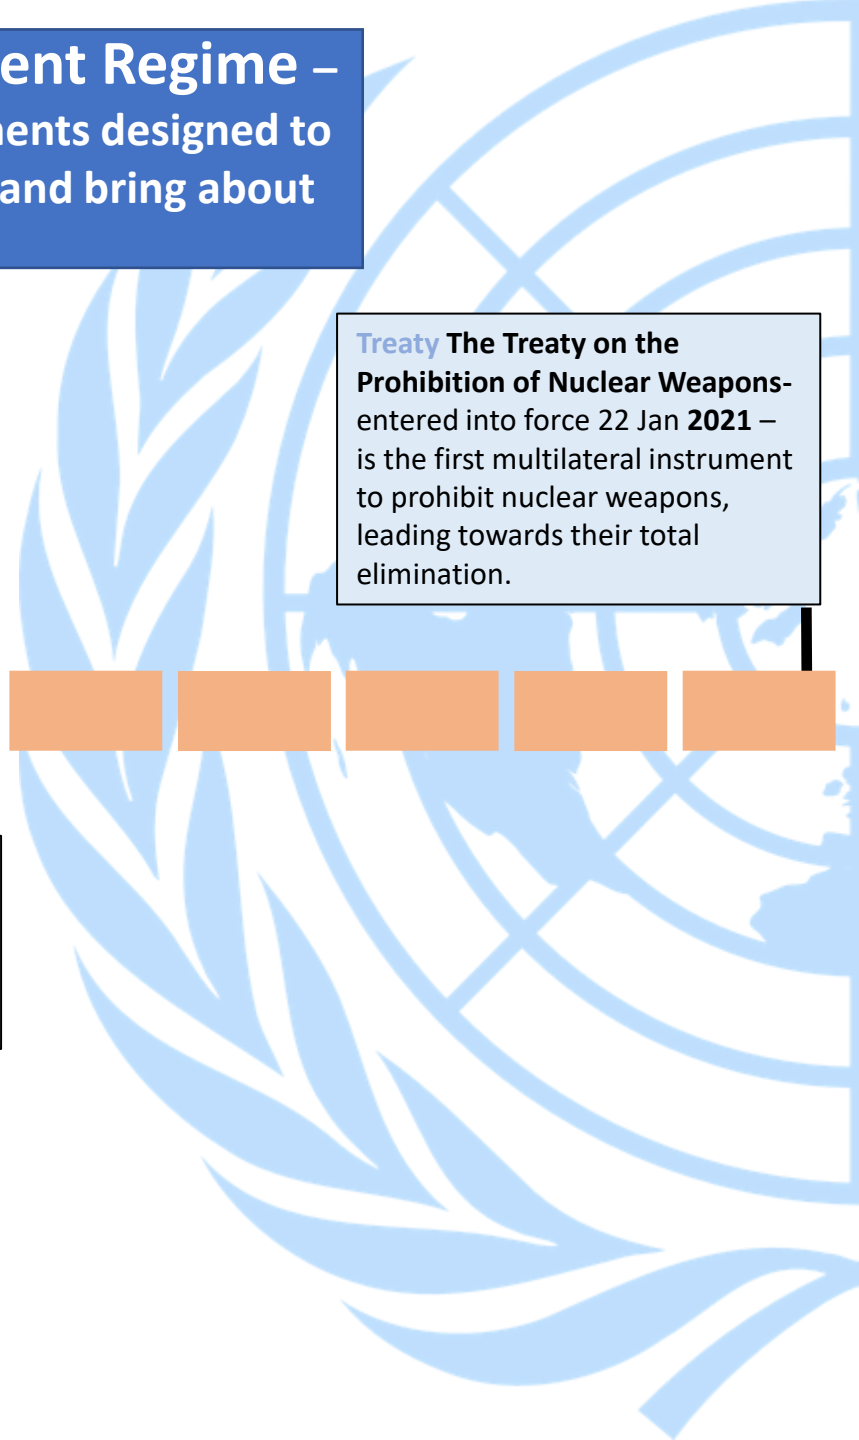 ent Regime –
ents designed to
and bring about
Treaty The Treaty on the
Prohibition of Nuclear Weapons-
entered into force 22 Jan 2021 –
is the first multilateral instrument
to prohibit nuclear weapons,
leading towards their total
elimination.